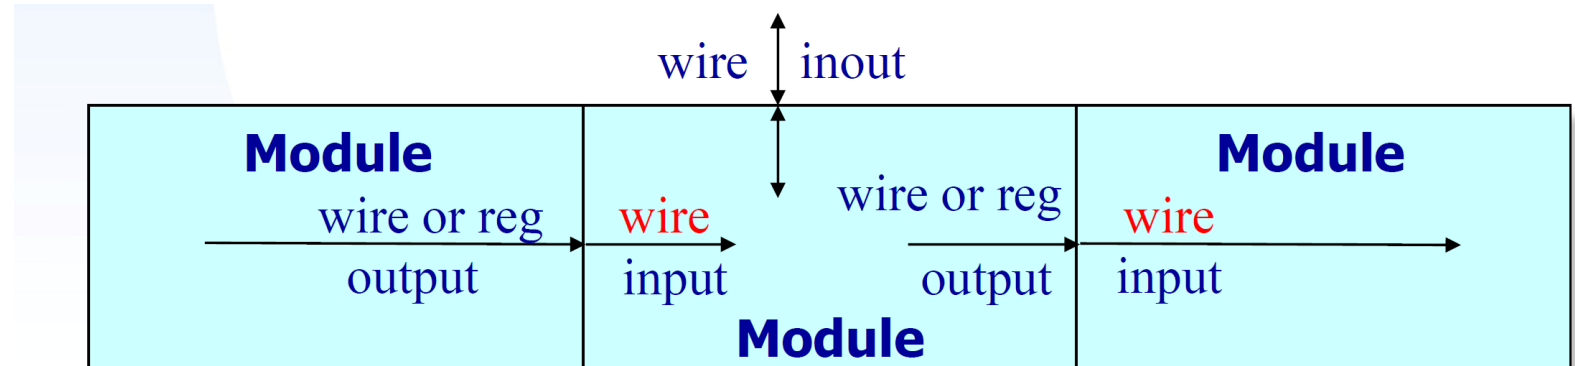 wire inout
Module Module
wire or reg wire wire or reg wire
output input output input
Module